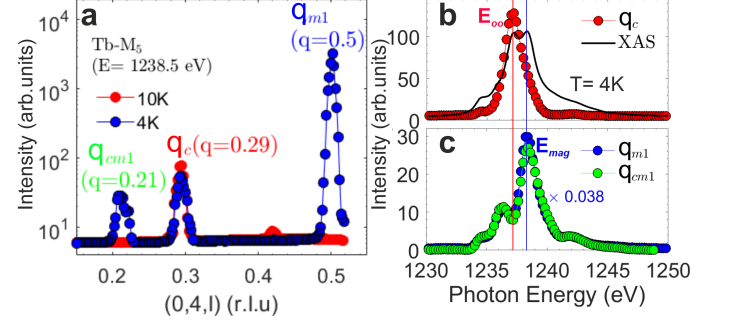 a
q_m1
(q=0.5)
Tb-M₅
(E= 1238.5 eV)
10K
4K
q_c(q=0.29)
q_cm1
(q=0.21)
10⁴
10³
10²
10¹
Intensity (arb.units)
0.2
0.3
0.4
0.5
(0,4,l) (r.l.u)
b
E_oo
q_c
XAS
T= 4K
100
50
0
Intensity (arb.units)
c
E_mag
q_m1
q_cm1
× 0.038
30
20
10
0
1230
1235
1240
1245
1250
Photon Energy (eV)